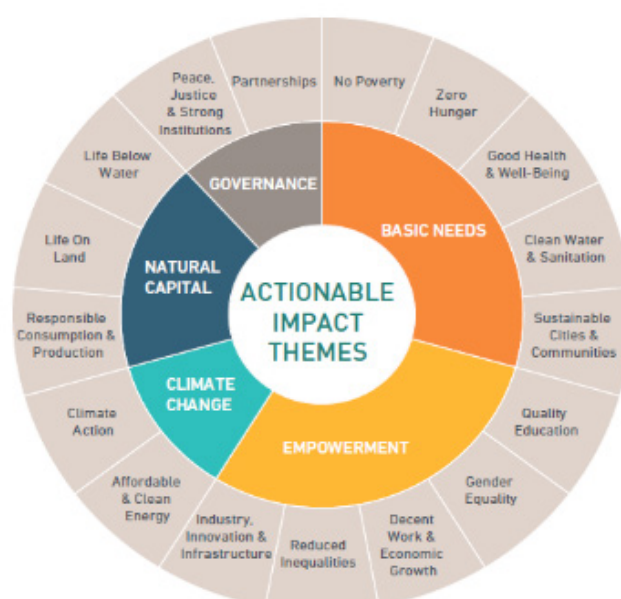 ACTIONABLE
IMPACT
THEMES
BASIC NEEDS
EMPOWERMENT
CLIMATE
CHANGE
NATURAL
CAPITAL
GOVERNANCE
No Poverty
Zero
Hunger
Good Health
& Well-Being
Clean Water
& Sanitation
Sustainable
Cities &
Communities
Quality
Education
Gender
Equality
Decent
Work &
Economic
Growth
Reduced
Inequalities
Industry,
Innovation &
Infrastructure
Affordable
& Clean
Energy
Climate
Action
Responsible
Consumption &
Production
Life On
Land
Life Below
Water
Peace,
Justice
& Strong
Institutions
Partnerships